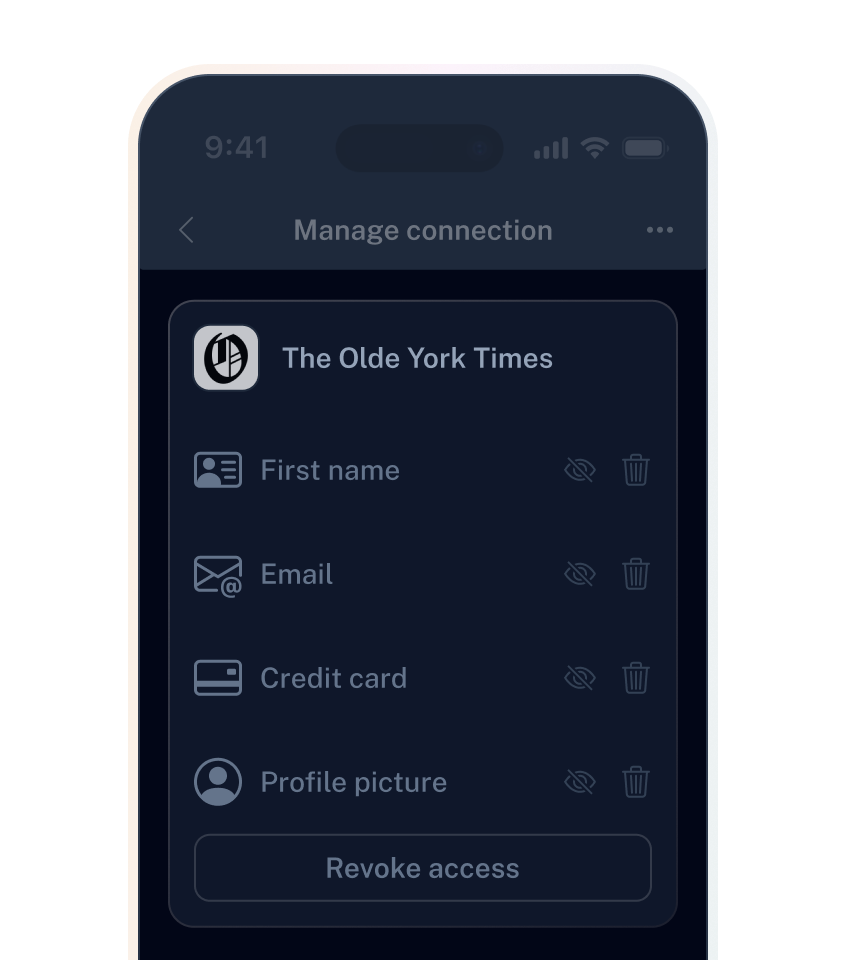 9:41
Manage connection
The Olde York Times
First name
Email
Credit card
Profile picture
Revoke access